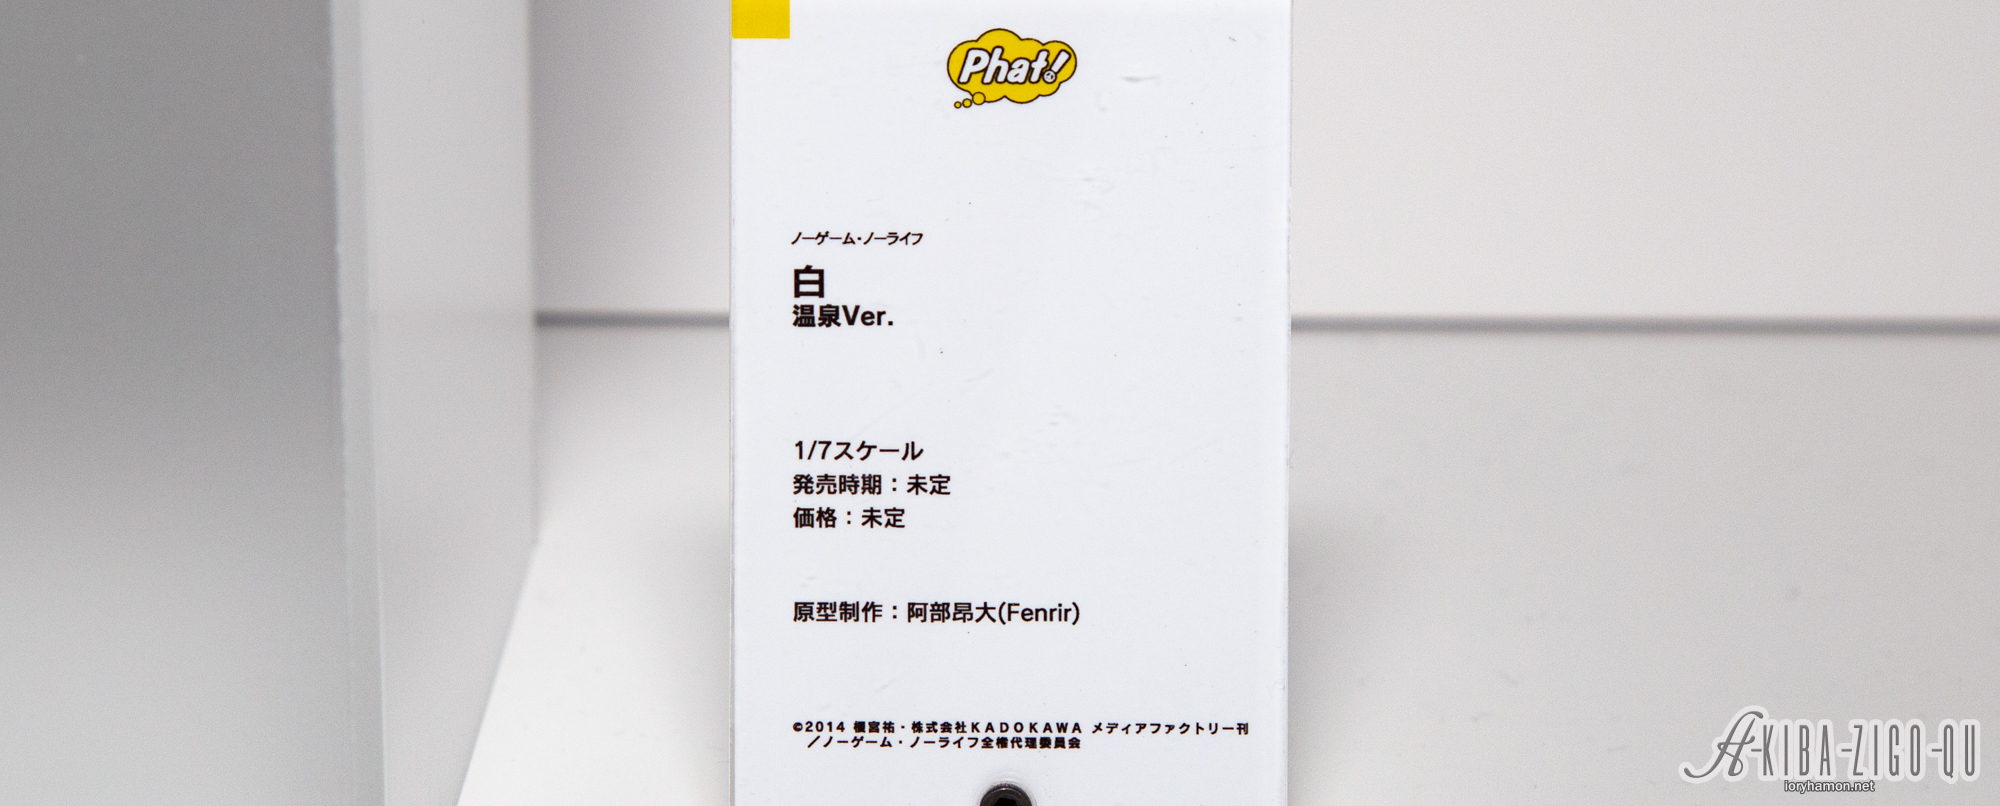 Phat!
ノーゲーム・ノーライフ
白
温泉Ver.
1/7スケール
発売時期：未定
価格：未定
原型制作：阿部昂大(Fenrir)
©2014 榎宮祐・株式会社KADOKAWA メディアファクトリー刊
／ノーゲーム・ノーライフ全権代理委員会
A-KIBA-ZIGO-QU
loryhamon.net